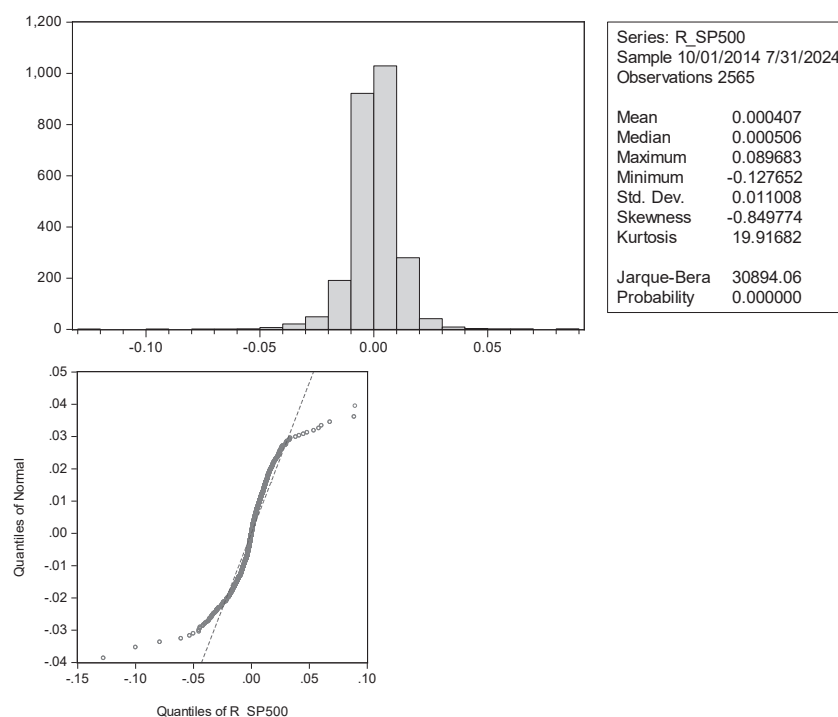 1,200
1,000
800
600
400
200
0
-0.10 -0.05 0.00 0.05
Series: R_SP500
Sample 10/01/2014 7/31/2024
Observations 2565
Mean 0.000407
Median 0.000506
Maximum 0.089683
Minimum -0.127652
Std. Dev. 0.011008
Skewness -0.849774
Kurtosis 19.91682
Jarque-Bera 30894.06
Probability 0.000000
.05
.04
.03
.02
.01
.00
-.01
-.02
-.03
-.04
Quantiles of Normal
-.15 -.10 -.05 .00 .05 .10
Quantiles of R_SP500